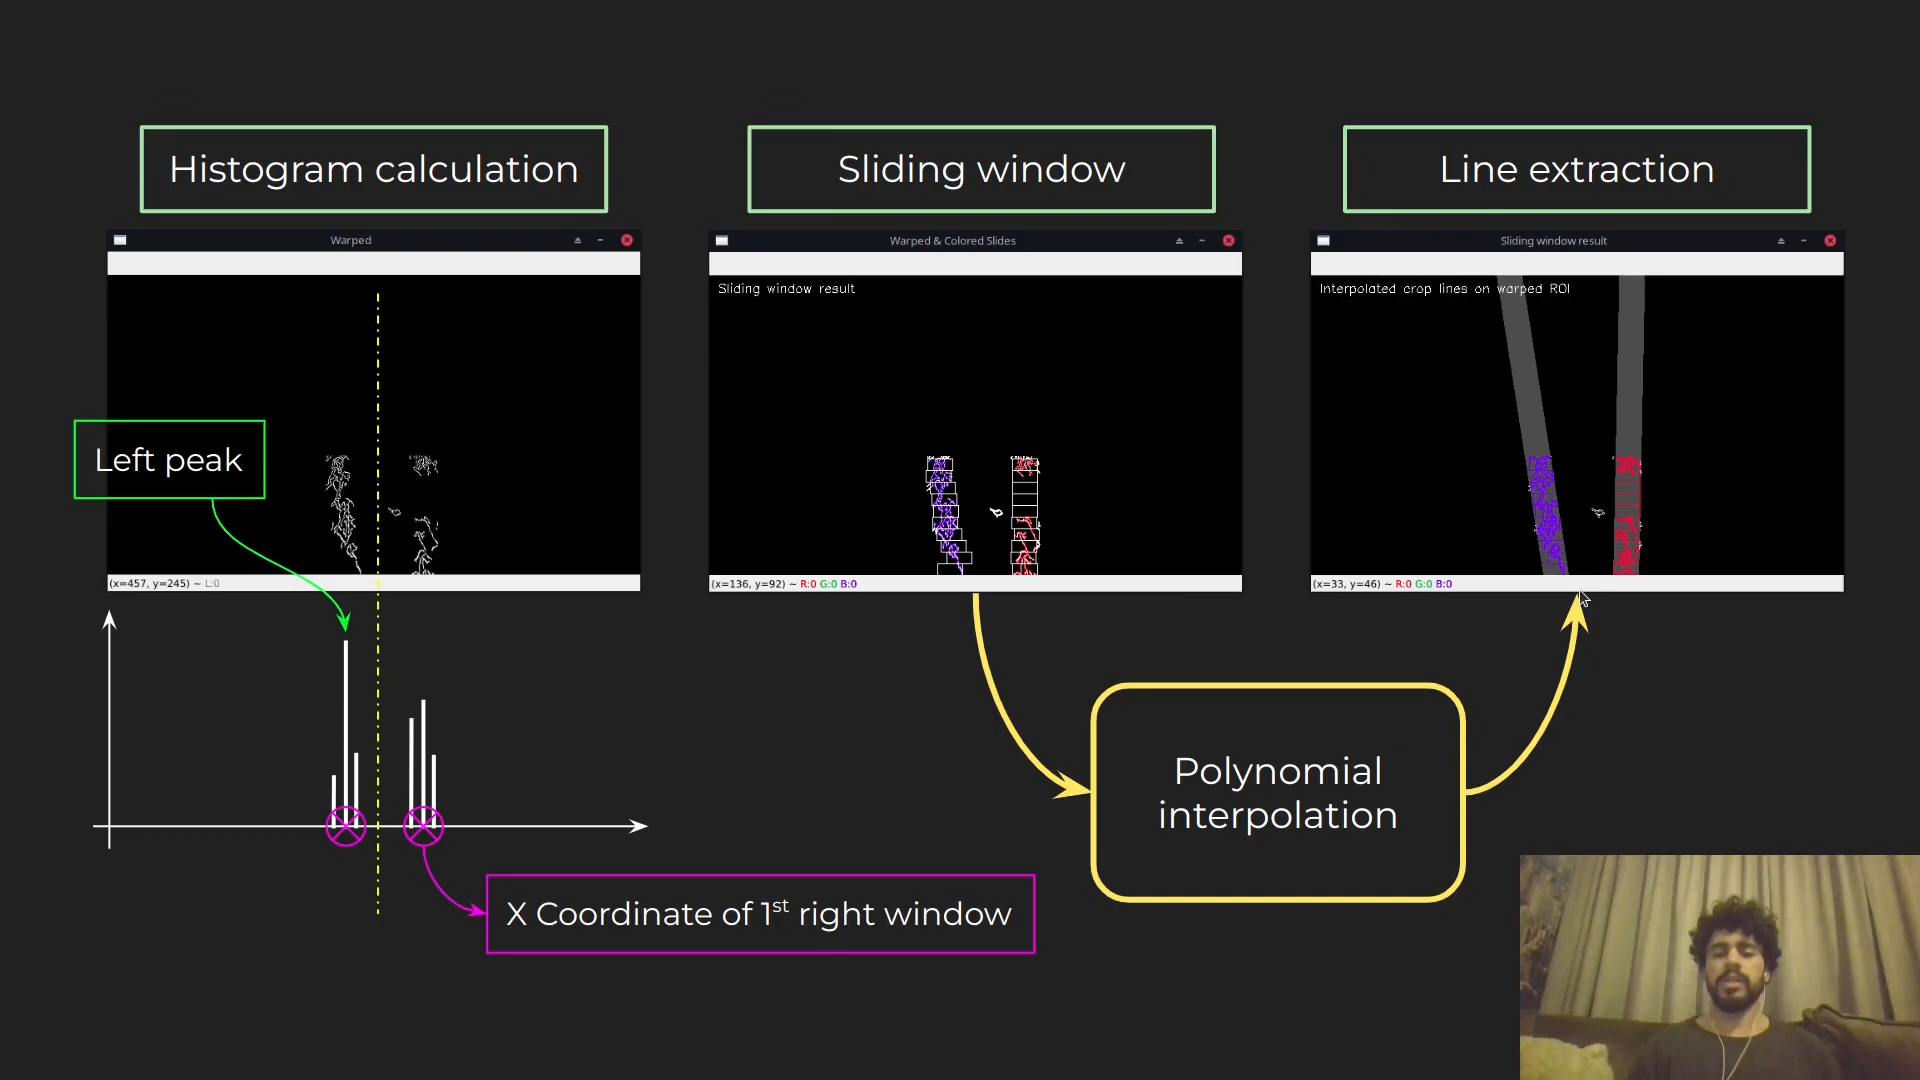 Histogram calculation
Sliding window
Line extraction
Warped
Warped & Colored Slides
Sliding window result
Sliding window result
Interpolated crop lines on warped ROI
Left peak
(x=457, y=245) ~ L:0
(x=136, y=92) ~ R:0 G:0 B:0
(x=33, y=46) ~ R:0 G:0 B:0
Polynomial
interpolation
X Coordinate of 1st right window